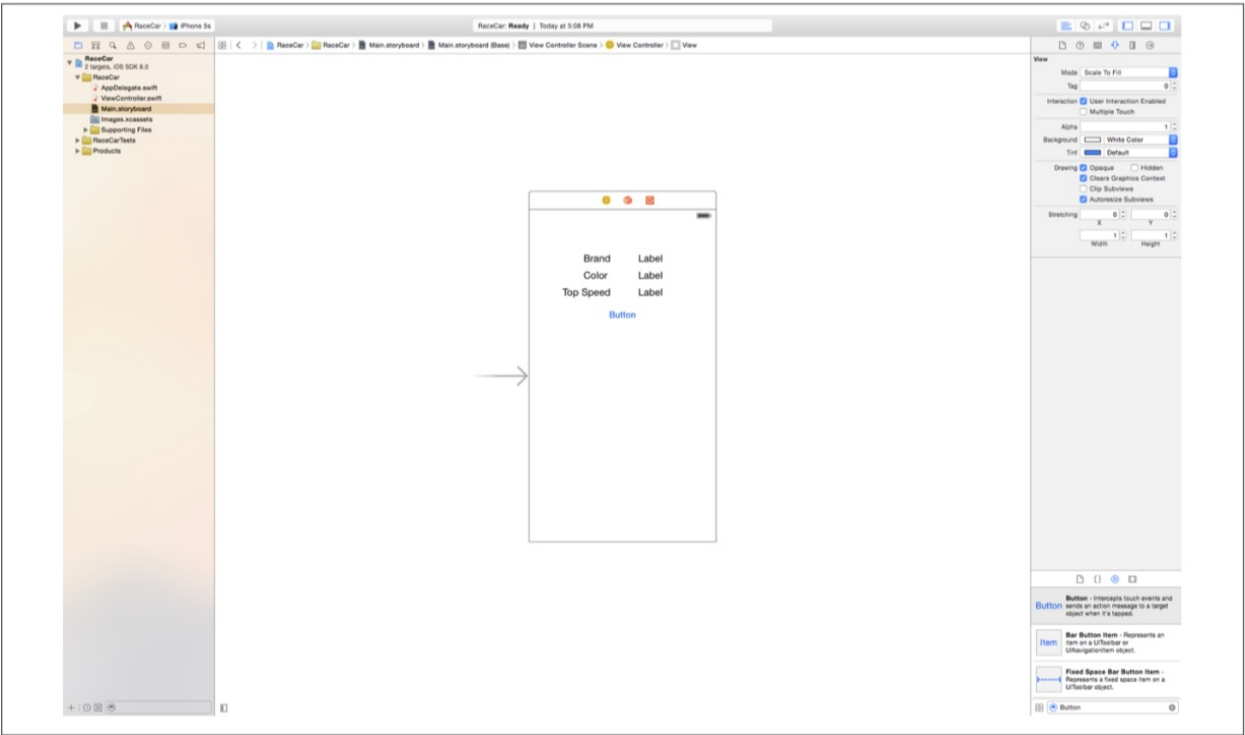 RaceCar
iPhone 5s
RaceCar: Ready | Today at 5:08 PM
RaceCar
2 targets, iOS SDK 8.0
RaceCar
AppDelegate.swift
ViewController.swift
Main.storyboard
Images.xcassets
Supporting Files
RaceCarTests
Products
RaceCar
RaceCar
Main.storyboard
Main.storyboard (Base)
View Controller Scene
View Controller
View
Brand Label
Color Label
Top Speed Label
Button
View
Mode Scale To Fill
Tag 0
Interaction User Interaction Enabled
Multiple Touch
Alpha 1
Background White Color
Tint Default
Drawing Opaque Hidden
Clears Graphics Context
Clip Subviews
Autoresize Subviews
Stretching 0 0
X Y
1 1
Width Height
Button
Button - Intercepts touch events and
sends an action message to a target
object when it's tapped.
Item
Bar Button Item - Represents an
item on a UIToolbar or
UINavigationItem object.
Fixed Space Bar Button Item -
Represents a fixed space item on a
UIToolbar object.
Button